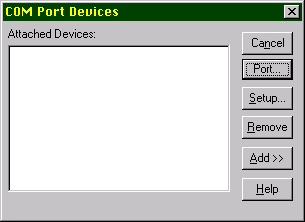 COM Port Devices
Attached Devices:
Cancel
Port...
Setup...
Remove
Add >>
Help